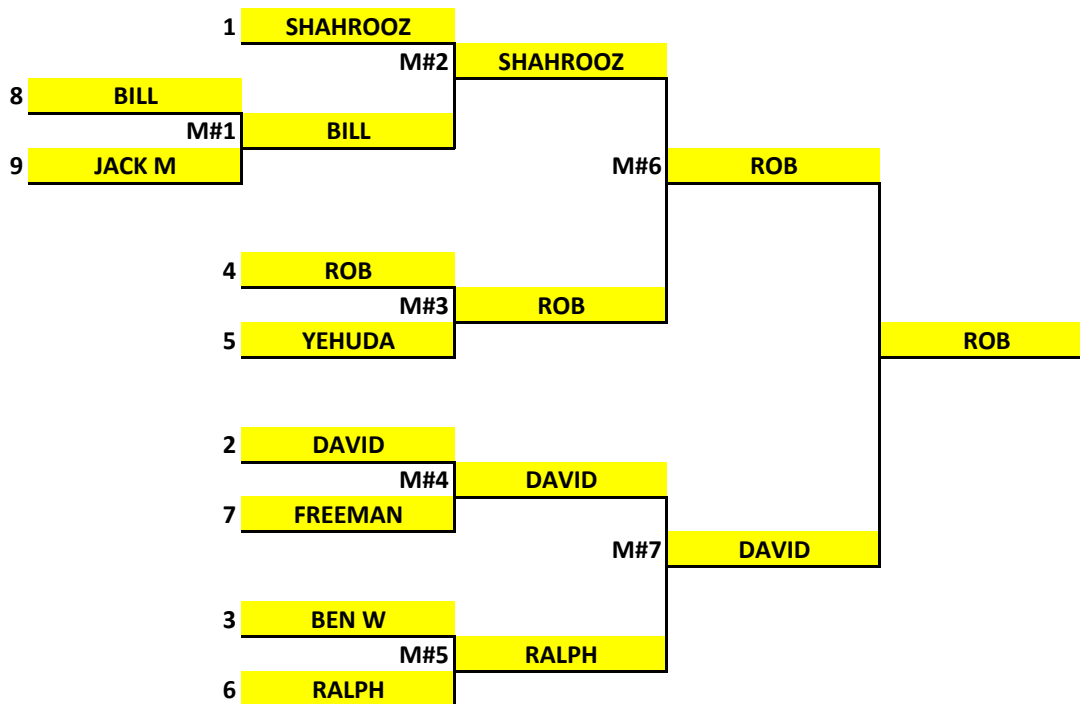 1 SHAHROOZ
M#2 SHAHROOZ
8 BILL
M#1 BILL
9 JACK M
M#6 ROB
4 ROB
M#3 ROB
5 YEHUDA
ROB
2 DAVID
M#4 DAVID
7 FREEMAN
M#7 DAVID
3 BEN W
M#5 RALPH
6 RALPH